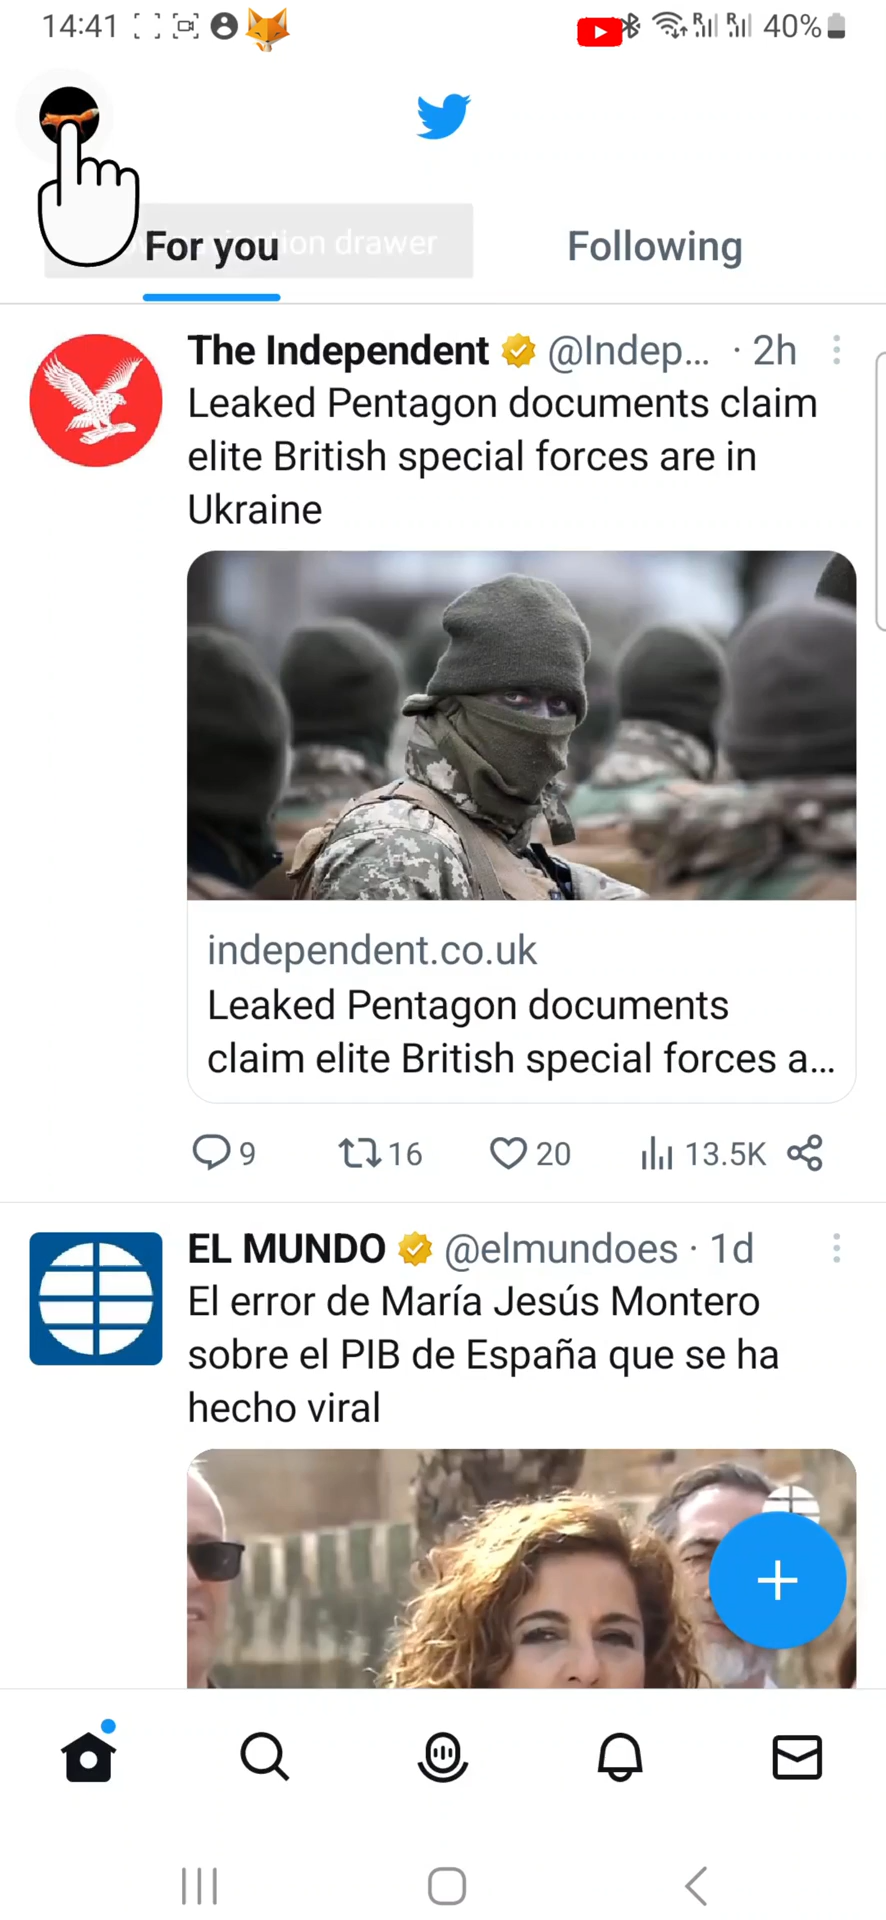 14:41
40%
For you
ion drawer
Following
The Independent @Indep... · 2h
Leaked Pentagon documents claim
elite British special forces are in
Ukraine
independent.co.uk
Leaked Pentagon documents
claim elite British special forces a...
9
16
20
13.5K
EL MUNDO @elmundoes · 1d
El error de María Jesús Montero
sobre el PIB de España que se ha
hecho viral